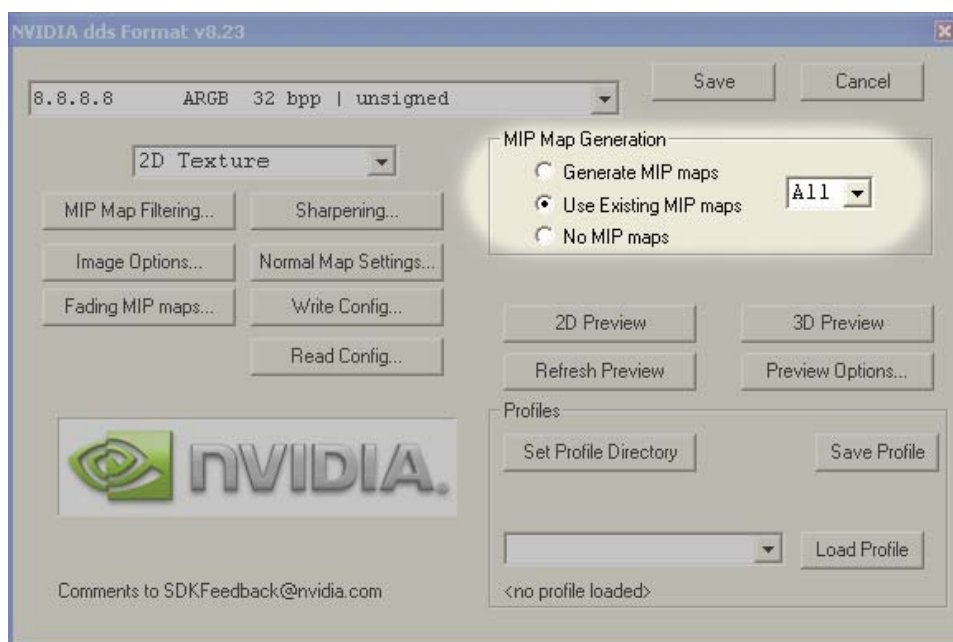 NVIDIA dds Format v8.23
8.8.8.8 ARGB 32 bpp | unsigned
Save
Cancel
2D Texture
MIP Map Generation
Generate MIP maps
Use Existing MIP maps
No MIP maps
All
MIP Map Filtering...
Sharpening...
Image Options...
Normal Map Settings...
Fading MIP maps...
Write Config...
Read Config...
2D Preview
3D Preview
Refresh Preview
Preview Options...
Profiles
Set Profile Directory
Save Profile
Load Profile
<no profile loaded>
NVIDIA.
Comments to SDKFeedback@nvidia.com